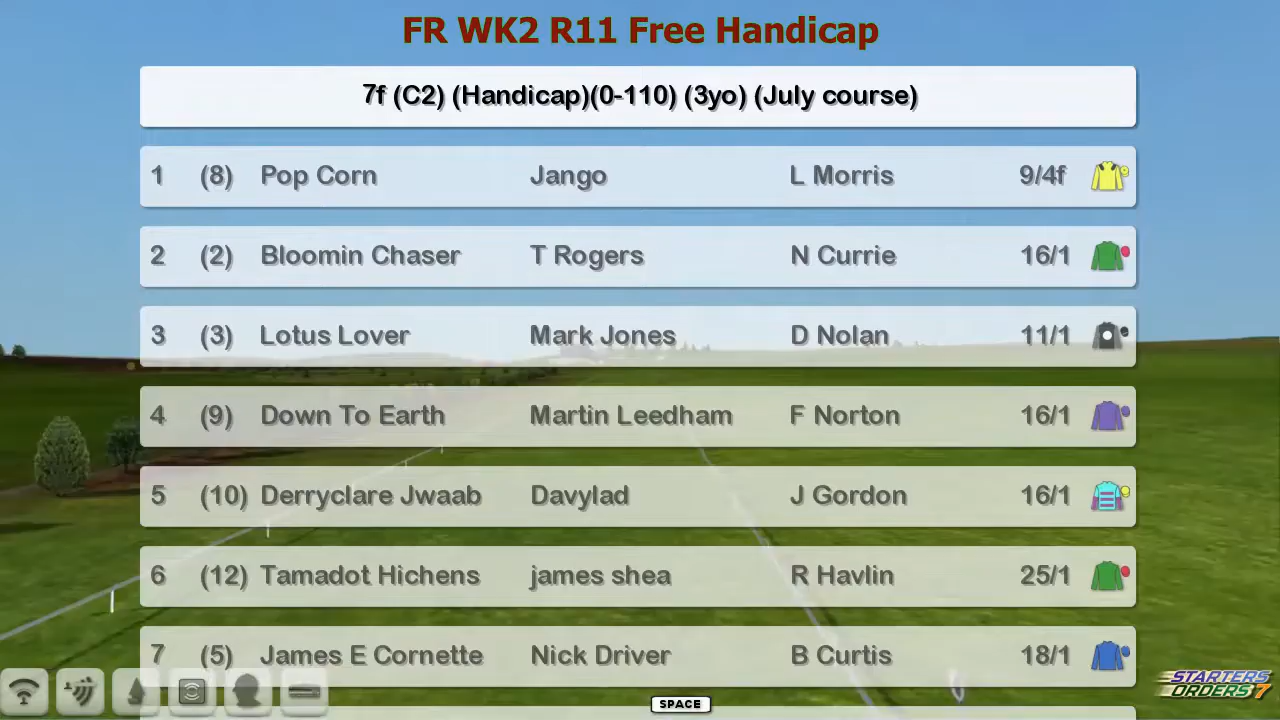 FR WK2 R11 Free Handicap
7f (C2) (Handicap)(0-110) (3yo) (July course)
1 (8) Pop Corn Jango L Morris 9/4f
2 (2) Bloomin Chaser T Rogers N Currie 16/1
3 (3) Lotus Lover Mark Jones D Nolan 11/1
4 (9) Down To Earth Martin Leedham F Norton 16/1
5 (10) Derryclare Jwaab Davylad J Gordon 16/1
6 (12) Tamadot Hichens james shea R Havlin 25/1
7 (5) James E Cornette Nick Driver B Curtis 18/1
SPACE
STARTERS
ORDERS 7